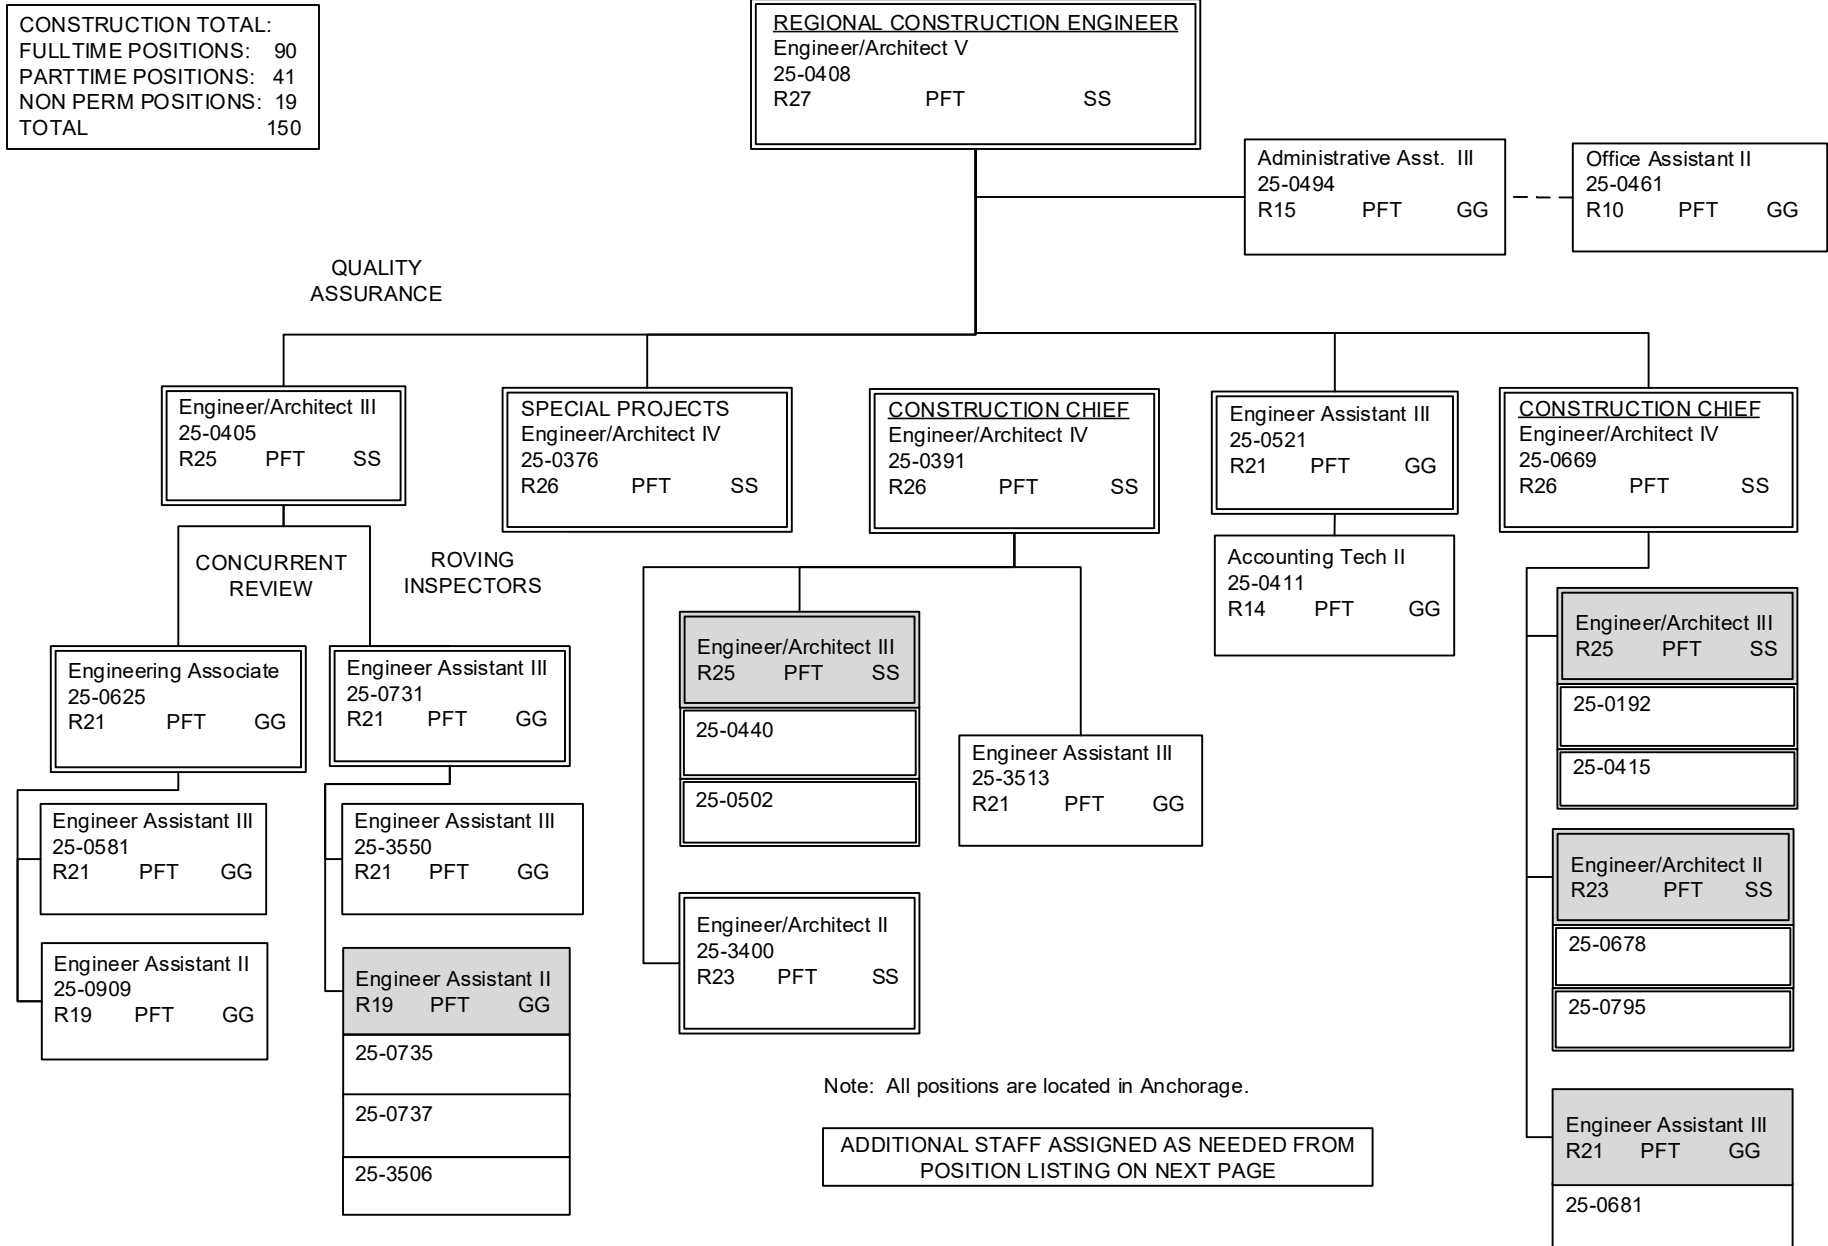 CONSTRUCTION TOTAL:
FULLTIME POSITIONS: 90
PARTTIME POSITIONS: 41
NON PERM POSITIONS: 19
TOTAL 150
REGIONAL CONSTRUCTION ENGINEER
Engineer/Architect V
25-0408
R27 PFT SS
Administrative Asst. III
25-0494
R15 PFT GG
Office Assistant II
25-0461
R10 PFT GG
QUALITY
ASSURANCE
Engineer/Architect III
25-0405
R25 PFT SS
SPECIAL PROJECTS
Engineer/Architect IV
25-0376
R26 PFT SS
CONSTRUCTION CHIEF
Engineer/Architect IV
25-0391
R26 PFT SS
Engineer Assistant III
25-0521
R21 PFT GG
CONSTRUCTION CHIEF
Engineer/Architect IV
25-0669
R26 PFT SS
CONCURRENT
REVIEW
ROVING
INSPECTORS
Accounting Tech II
25-0411
R14 PFT GG
Engineering Associate
25-0625
R21 PFT GG
Engineer Assistant III
25-0731
R21 PFT GG
Engineer/Architect III
R25 PFT SS
25-0440
25-0502
Engineer Assistant III
25-3513
R21 PFT GG
Engineer/Architect III
R25 PFT SS
25-0192
25-0415
Engineer Assistant III
25-0581
R21 PFT GG
Engineer Assistant III
25-3550
R21 PFT GG
Engineer/Architect II
25-3400
R23 PFT SS
Engineer/Architect II
R23 PFT SS
25-0678
25-0795
Engineer Assistant II
25-0909
R19 PFT GG
Engineer Assistant II
R19 PFT GG
25-0735
25-0737
25-3506
Note: All positions are located in Anchorage.
ADDITIONAL STAFF ASSIGNED AS NEEDED FROM
POSITION LISTING ON NEXT PAGE
Engineer Assistant III
R21 PFT GG
25-0681